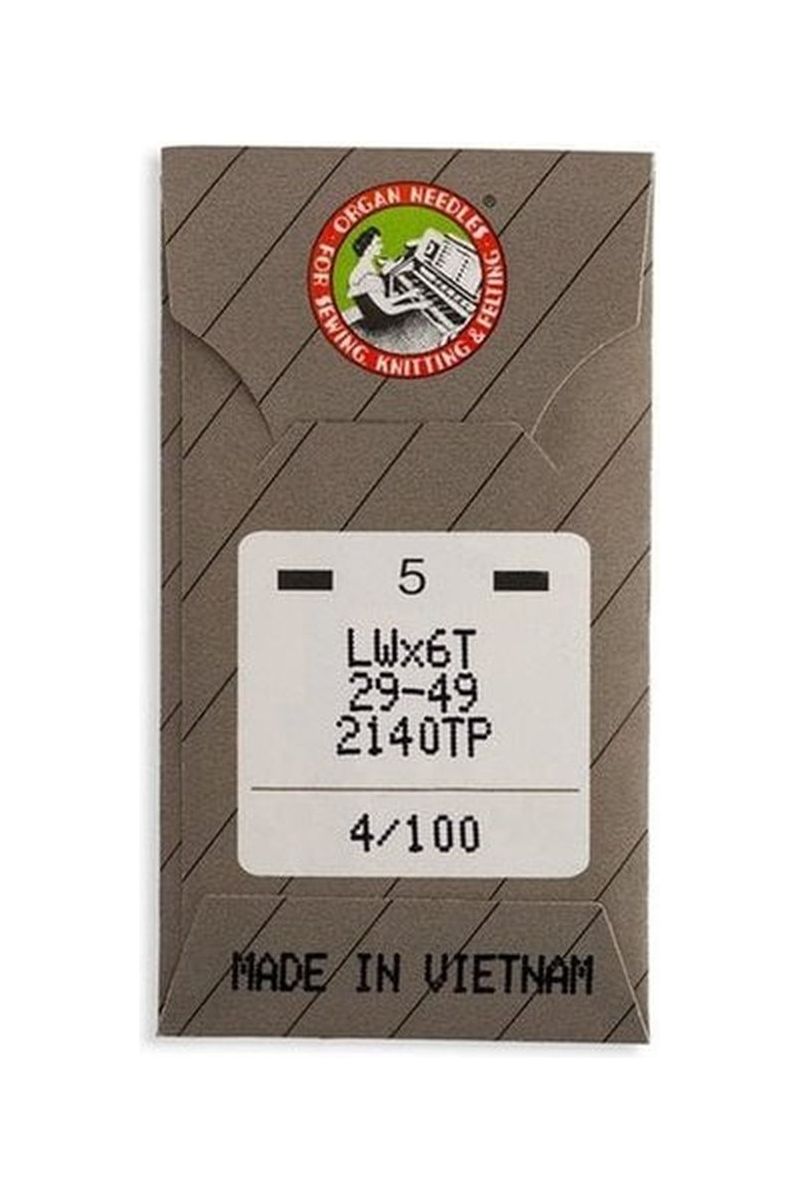 ORGAN NEEDLES ®
· FOR SEWING, KNITTING & FELTING ·
5
LWx6T
29-49
2140TP
4/100
MADE IN VIETNAM